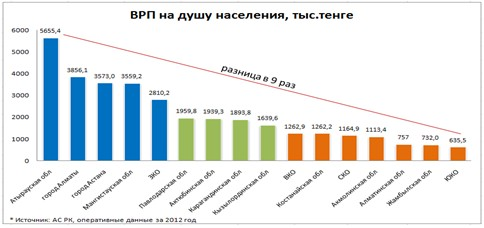 ВРП на душу населения, тыс.тенге
6000
5000
4000
3000
2000
1000
0
5655,4
3856,1
3573,0
3559,2
2810,2
1959,8
1939,3
1893,8
1639,6
1262,9
1262,2
1164,9
1113,4
757
732,0
635,5
разница в 9 раз
Атырауская обл
город Алматы
город Астана
Мангистауская обл
ЗКО
Павлодарская обл
Актюбинская обл
Карагандинская обл
Кызылординская обл
ВКО
Костанайская обл
СКО
Акмолинская обл
Алматинская обл
Жамбылская обл
ЮКО
* Источник: АС РК, оперативные данные за 2012 год